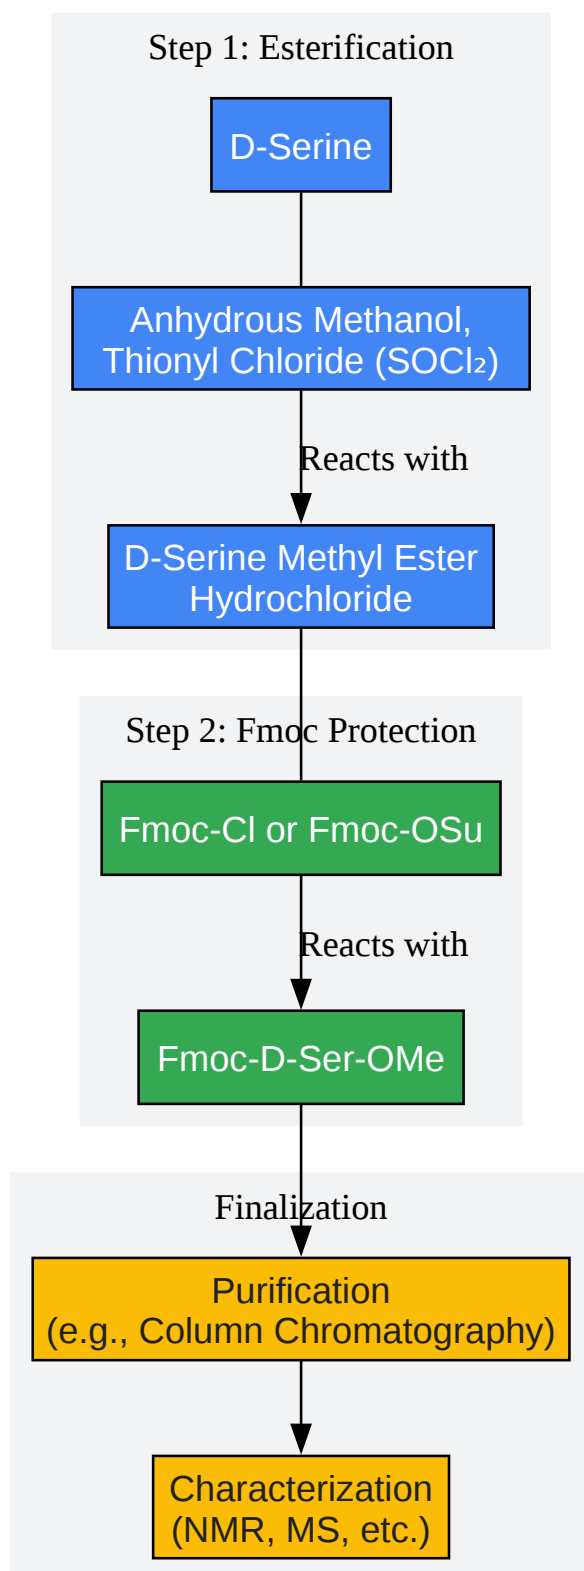 Step 1: Esterification
D-Serine
Anhydrous Methanol,
Thionyl Chloride (SOCl₂)
Reacts with
D-Serine Methyl Ester
Hydrochloride
Step 2: Fmoc Protection
Fmoc-Cl or Fmoc-OSu
Reacts with
Fmoc-D-Ser-OMe
Finalization
Purification
(e.g., Column Chromatography)
Characterization
(NMR, MS, etc.)